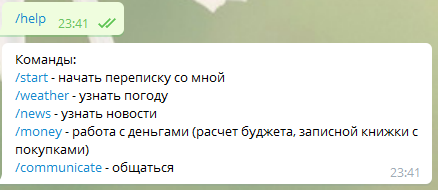 /help
23:41
Команды:
/start - начать переписку со мной
/weather - узнать погоду
/news - узнать новости
/money - работа с деньгами (расчет буджета, записной книжки с
покупками)
/communicate - общаться
23:41